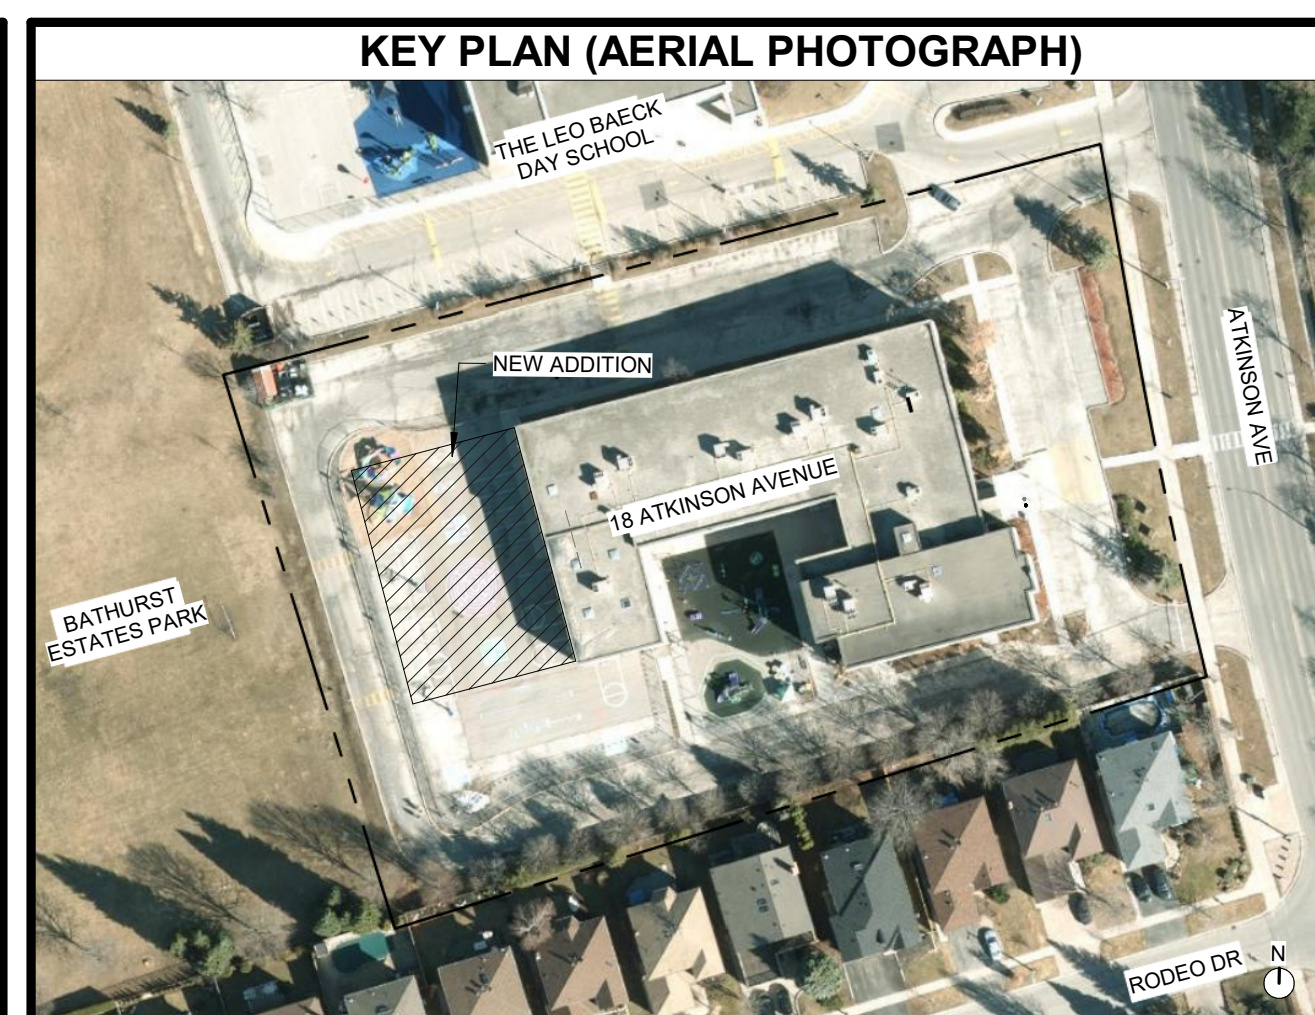 KEY PLAN (AERIAL PHOTOGRAPH)
THE LEO BAECK
DAY SCHOOL
NEW ADDITION
ATKINSON AVE
18 ATKINSON AVENUE
BATHURST
ESTATES PARK
RODEO DR
N